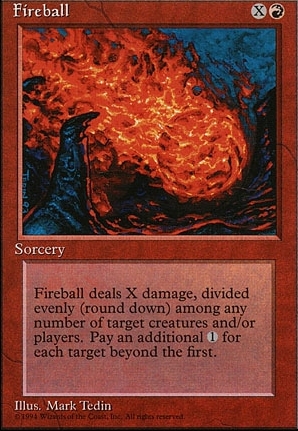 Fireball X
Sorcery
Fireball deals X damage, divided
evenly (round down) among any
number of target creatures and/or
players. Pay an additional 1 for
each target beyond the first.
Illus. Mark Tedin
©1994 Wizards of the Coast, Inc. All rights reserved.